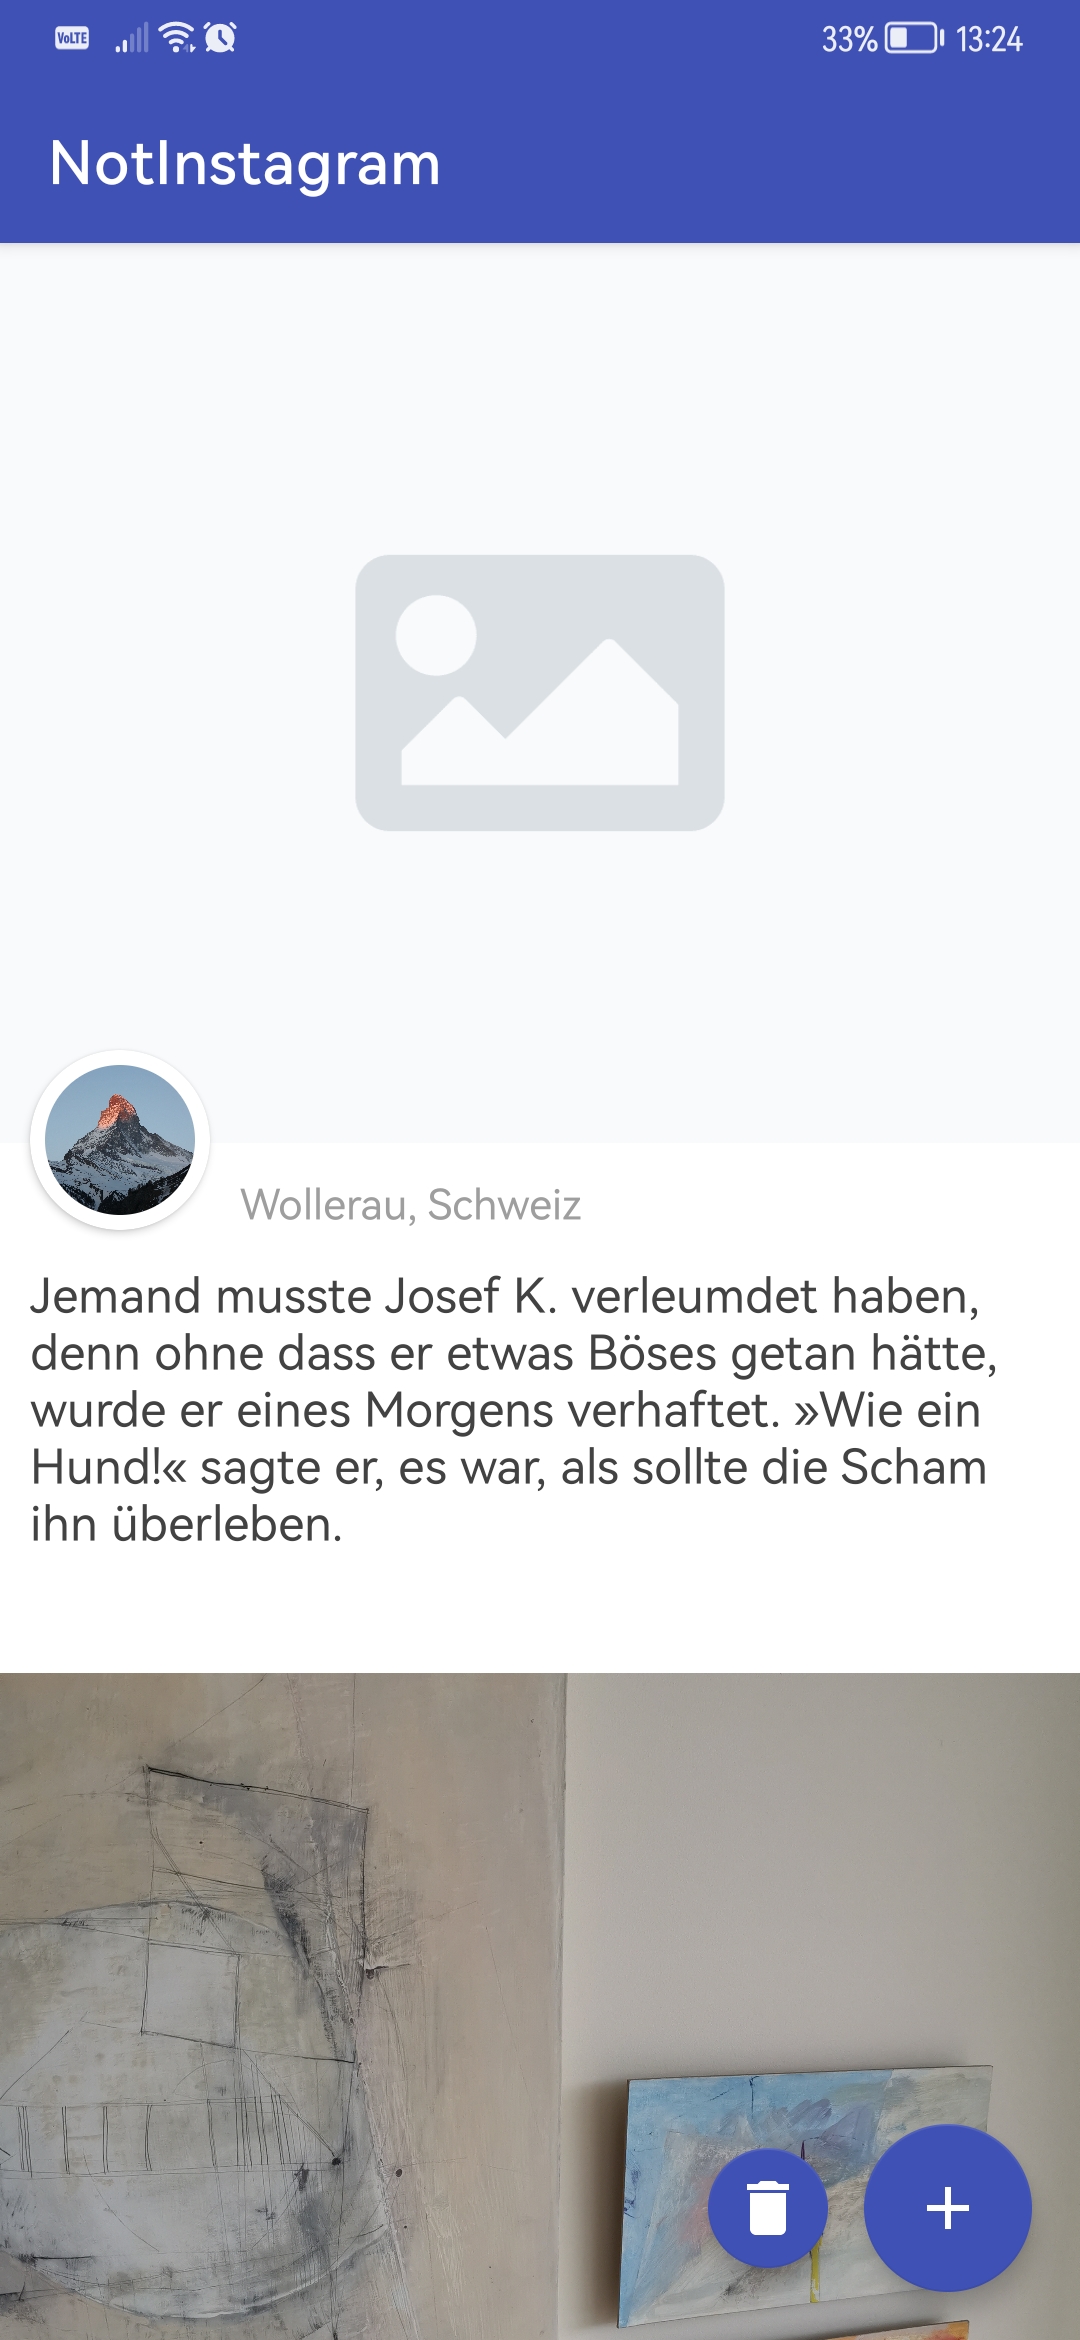 VoLTE 33% 13:24
NotInstagram
Wollerau, Schweiz
Jemand musste Josef K. verleumdet haben,
denn ohne dass er etwas Böses getan hätte,
wurde er eines Morgens verhaftet. »Wie ein
Hund!« sagte er, es war, als sollte die Scham
ihn überleben.